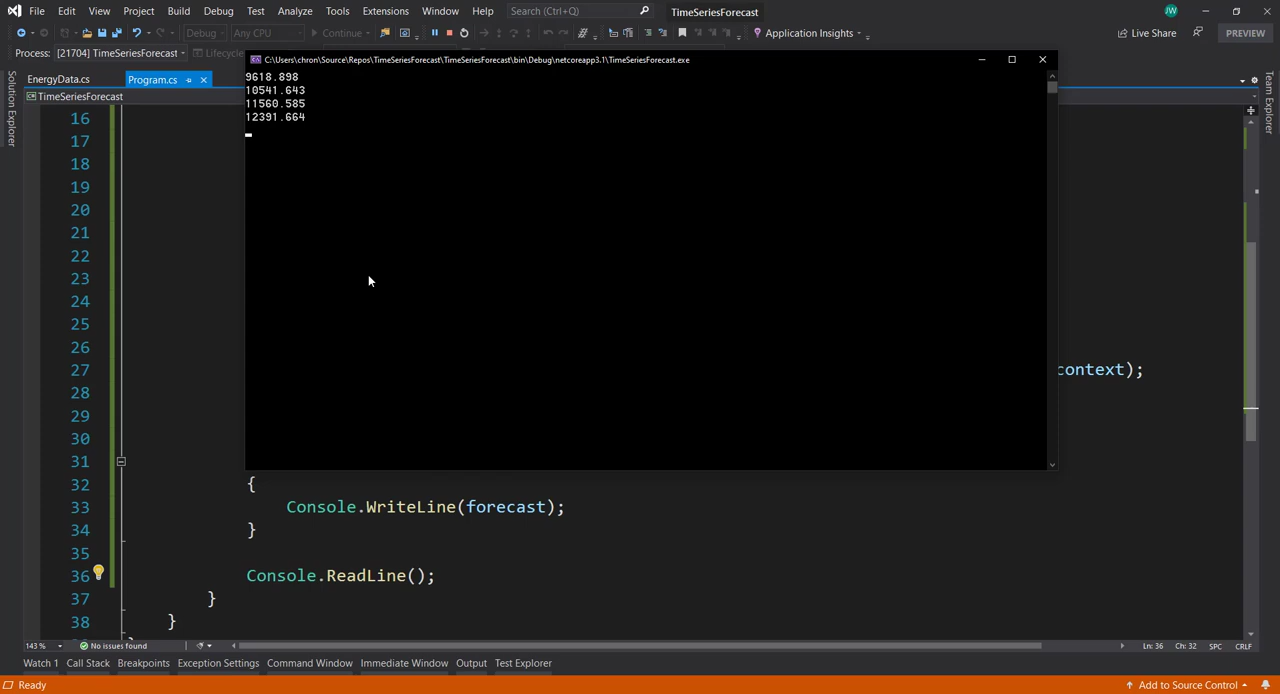 File Edit View Project Build Debug Test Analyze Tools Extensions Window Help Search (Ctrl+Q) TimeSeriesForecast JW
Debug Any CPU Continue Application Insights Live Share PREVIEW
Process: [21704] TimeSeriesForecast Lifecycle
C:\Users\chron\Source\Repos\TimeSeriesForecast\TimeSeriesForecast\bin\Debug\netcoreapp3.1\TimeSeriesForecast.exe
EnergyData.cs Program.cs
TimeSeriesForecast
Solution Explorer
Team Explorer
9618.898
10541.643
11560.585
12391.664
16
17
18
19
20
21
22
23
24
25
26
27 context);
28
29
30
31
32 {
33 Console.WriteLine(forecast);
34 }
35
36 Console.ReadLine();
37 }
38 }
143 % No issues found Ln: 36 Ch: 32 SPC CRLF
Watch 1 Call Stack Breakpoints Exception Settings Command Window Immediate Window Output Test Explorer
Ready Add to Source Control